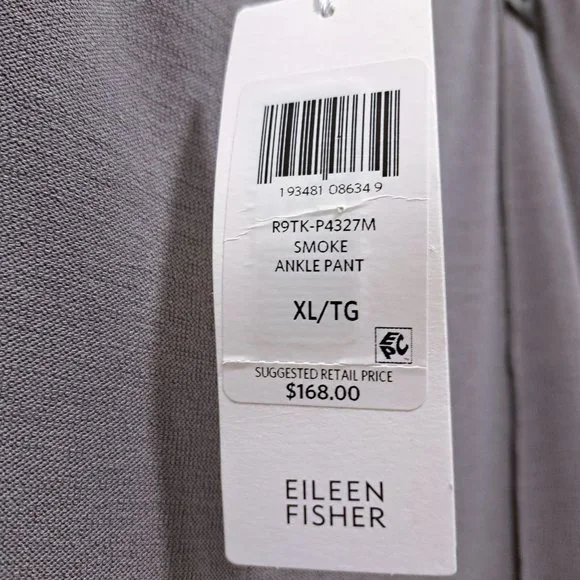 193481 08634 9
R9TK-P4327M
SMOKE
ANKLE PANT
XL/TG
EPC
SUGGESTED RETAIL PRICE
$168.00
EILEEN
FISHER